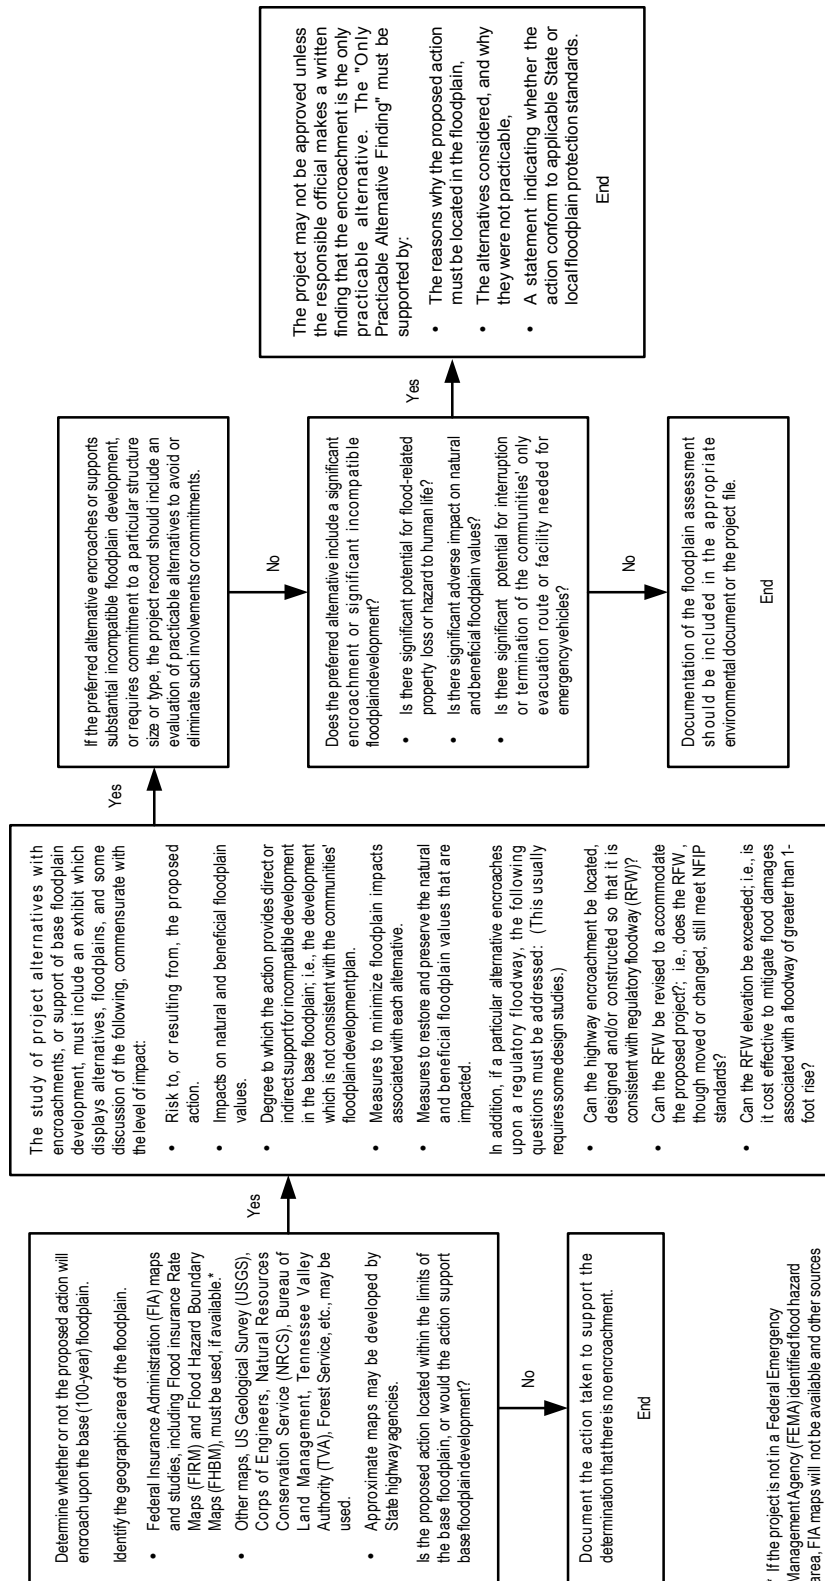 Determine whether or not the proposed action will
encroach upon the base (100-year) floodplain.
Identify the geographic area of the floodplain.
• Federal Insurance Administration (FIA) maps
and studies, including Flood insurance Rate
Maps (FIRM) and Flood Hazard Boundary
Maps (FHBM), must be used, if available.*
• Other maps, US Geological Survey (USGS),
Corps of Engineers, Natural Resources
Conservation Service (NRCS), Bureau of
Land Management, Tennessee Valley
Authority (TVA), Forest Service, etc., may be
used.
• Approximate maps may be developed by
State highway agencies.
Is the proposed action located within the limits of
the base floodplain, or would the action support
base floodplain development?
No
Document the action taken to support the
determination that there is no encroachment.
End
* If the project is not in a Federal Emergency
Management Agency (FEMA) identified flood hazard
area, FIA maps will not be available and other sources
Yes
The study of project alternatives with
encroachments, or support of base floodplain
development, must include an exhibit which
displays alternatives, floodplains, and some
discussion of the following, commensurate with
the level of impact:
• Risk to, or resulting from, the proposed
action.
• Impacts on natural and beneficial floodplain
values.
• Degree to which the action provides direct or
indirect support for incompatible development
in the base floodplain; i.e., the development
which is not consistent with the communities'
floodplain development plan.
• Measures to minimize floodplain impacts
associated with each alternative.
• Measures to restore and preserve the natural
and beneficial floodplain values that are
impacted.
In addition, if a particular alternative encroaches
upon a regulatory floodway, the following
questions must be addressed: (This usually
requires some design studies.)
• Can the highway encroachment be located,
designed and/or constructed so that it is
consistent with regulatory floodway (RFW)?
• Can the RFW be revised to accommodate
the proposed project?; i.e., does the RFW ,
though moved or changed, still meet NFIP
standards?
• Can the RFW elevation be exceeded; i.e., is
it cost effective to mitigate flood damages
associated with a floodway of greater than 1-
foot rise?
Yes
If the preferred alternative encroaches or supports
substantial incompatible floodplain development,
or requires commitment to a particular structure
size or type, the project record should include an
evaluation of practicable alternatives to avoid or
eliminate such involvements or commitments.
No
Does the preferred alternative include a significant
encroachment or significant incompatible
floodplain development?
• Is there significant potential for flood-related
property loss or hazard to human life?
• Is there significant adverse impact on natural
and beneficial floodplain values?
• Is there significant potential for interruption
or termination of the communities' only
evacuation route or facility needed for
emergency vehicles?
No
Documentation of the floodplain assessment
should be included in the appropriate
environmental document or the project file.
End
Yes
The project may not be approved unless
the responsible official makes a written
finding that the encroachment is the only
practicable alternative. The "Only
Practicable Alternative Finding" must be
supported by:
• The reasons why the proposed action
must be located in the floodplain,
• The alternatives considered, and why
they were not practicable,
• A statement indicating whether the
action conform to applicable State or
local floodplain protection standards.
End